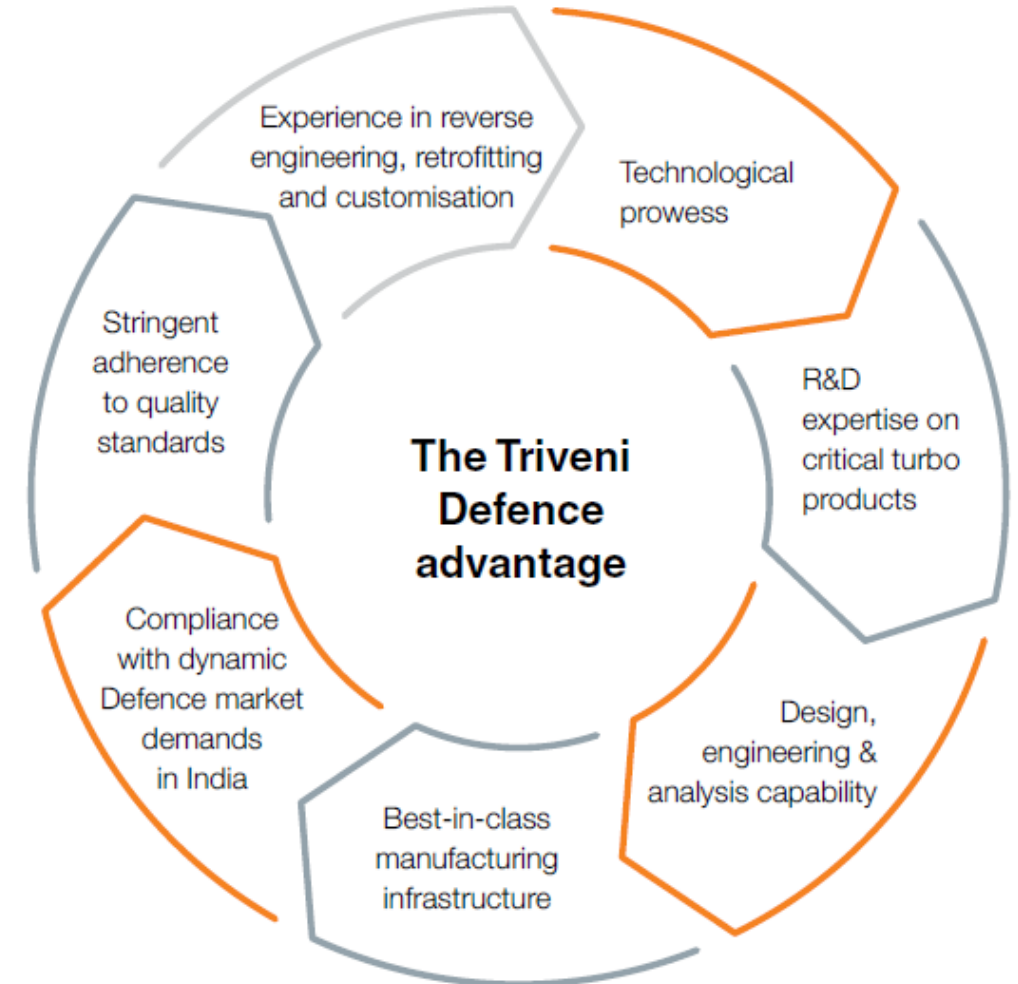 Experience in reverse
engineering, retrofitting
and customisation
Technological
prowess
R&D
expertise on
critical turbo
products
Design,
engineering &
analysis capability
Best-in-class
manufacturing
infrastructure
Compliance
with dynamic
Defence market
demands
in India
Stringent
adherence
to quality
standards
The Triveni
Defence
advantage